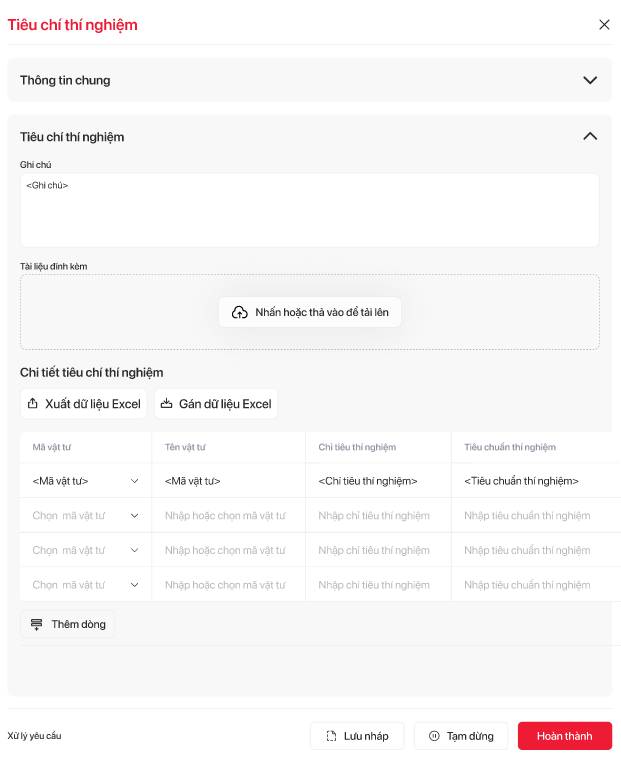 Tiêu chí thí nghiệm
Thông tin chung
Tiêu chí thí nghiệm
Ghi chú
<Ghi chú>
Tài liệu đính kèm
Nhấn hoặc thả vào để tải lên
Chi tiết tiêu chí thí nghiệm
Xuất dữ liệu Excel Gán dữ liệu Excel
Mã vật tư Tên vật tư Chỉ tiêu thí nghiệm Tiêu chuẩn thí nghiệm
<Mã vật tư> <Mã vật tư> <Chỉ tiêu thí nghiệm> <Tiêu chuẩn thí nghiệm>
Chọn mã vật tư Nhập hoặc chọn mã vật tư Nhập chỉ tiêu thí nghiệm Nhập tiêu chuẩn thí nghiệm
Chọn mã vật tư Nhập hoặc chọn mã vật tư Nhập chỉ tiêu thí nghiệm Nhập tiêu chuẩn thí nghiệm
Chọn mã vật tư Nhập hoặc chọn mã vật tư Nhập chỉ tiêu thí nghiệm Nhập tiêu chuẩn thí nghiệm
Thêm dòng
Xử lý yêu cầu Lưu nháp Tạm dừng Hoàn thành